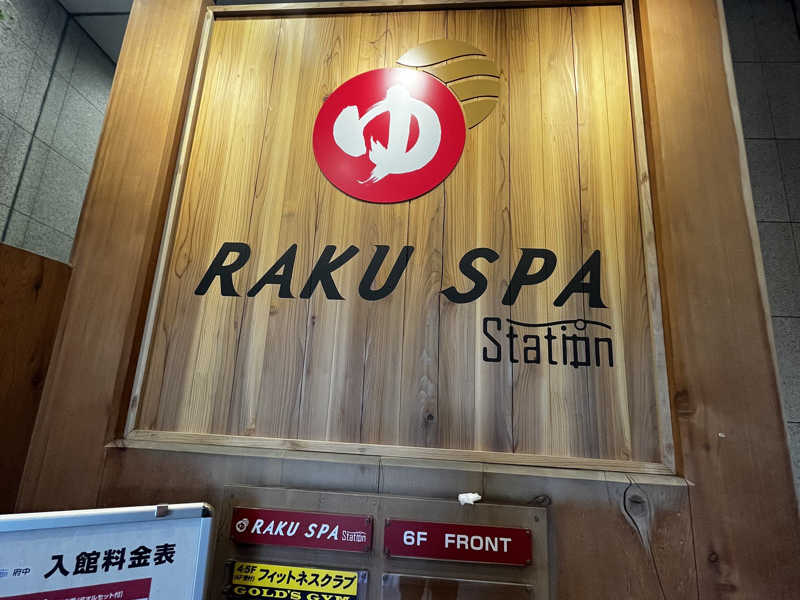 ゆ
RAKU SPA
Station
RAKU SPA Station
6F FRONT
府中 入館料金表
4・5F
フィットネスクラブ
GOLD'S GYM